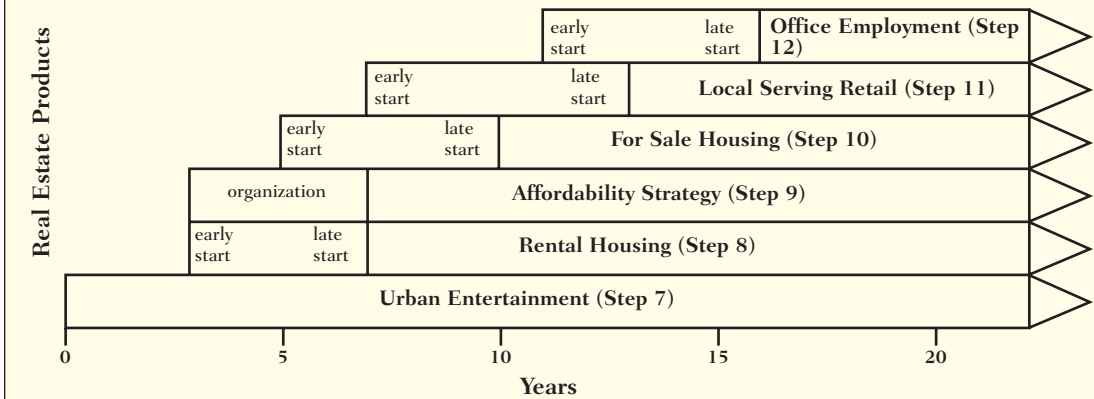 Real Estate Products
early
start
late
start
Office Employment (Step
12)
early
start
late
start
Local Serving Retail (Step 11)
early
start
late
start
For Sale Housing (Step 10)
organization
Affordability Strategy (Step 9)
early
start
late
start
Rental Housing (Step 8)
Urban Entertainment (Step 7)
0 5 10 15 20
Years